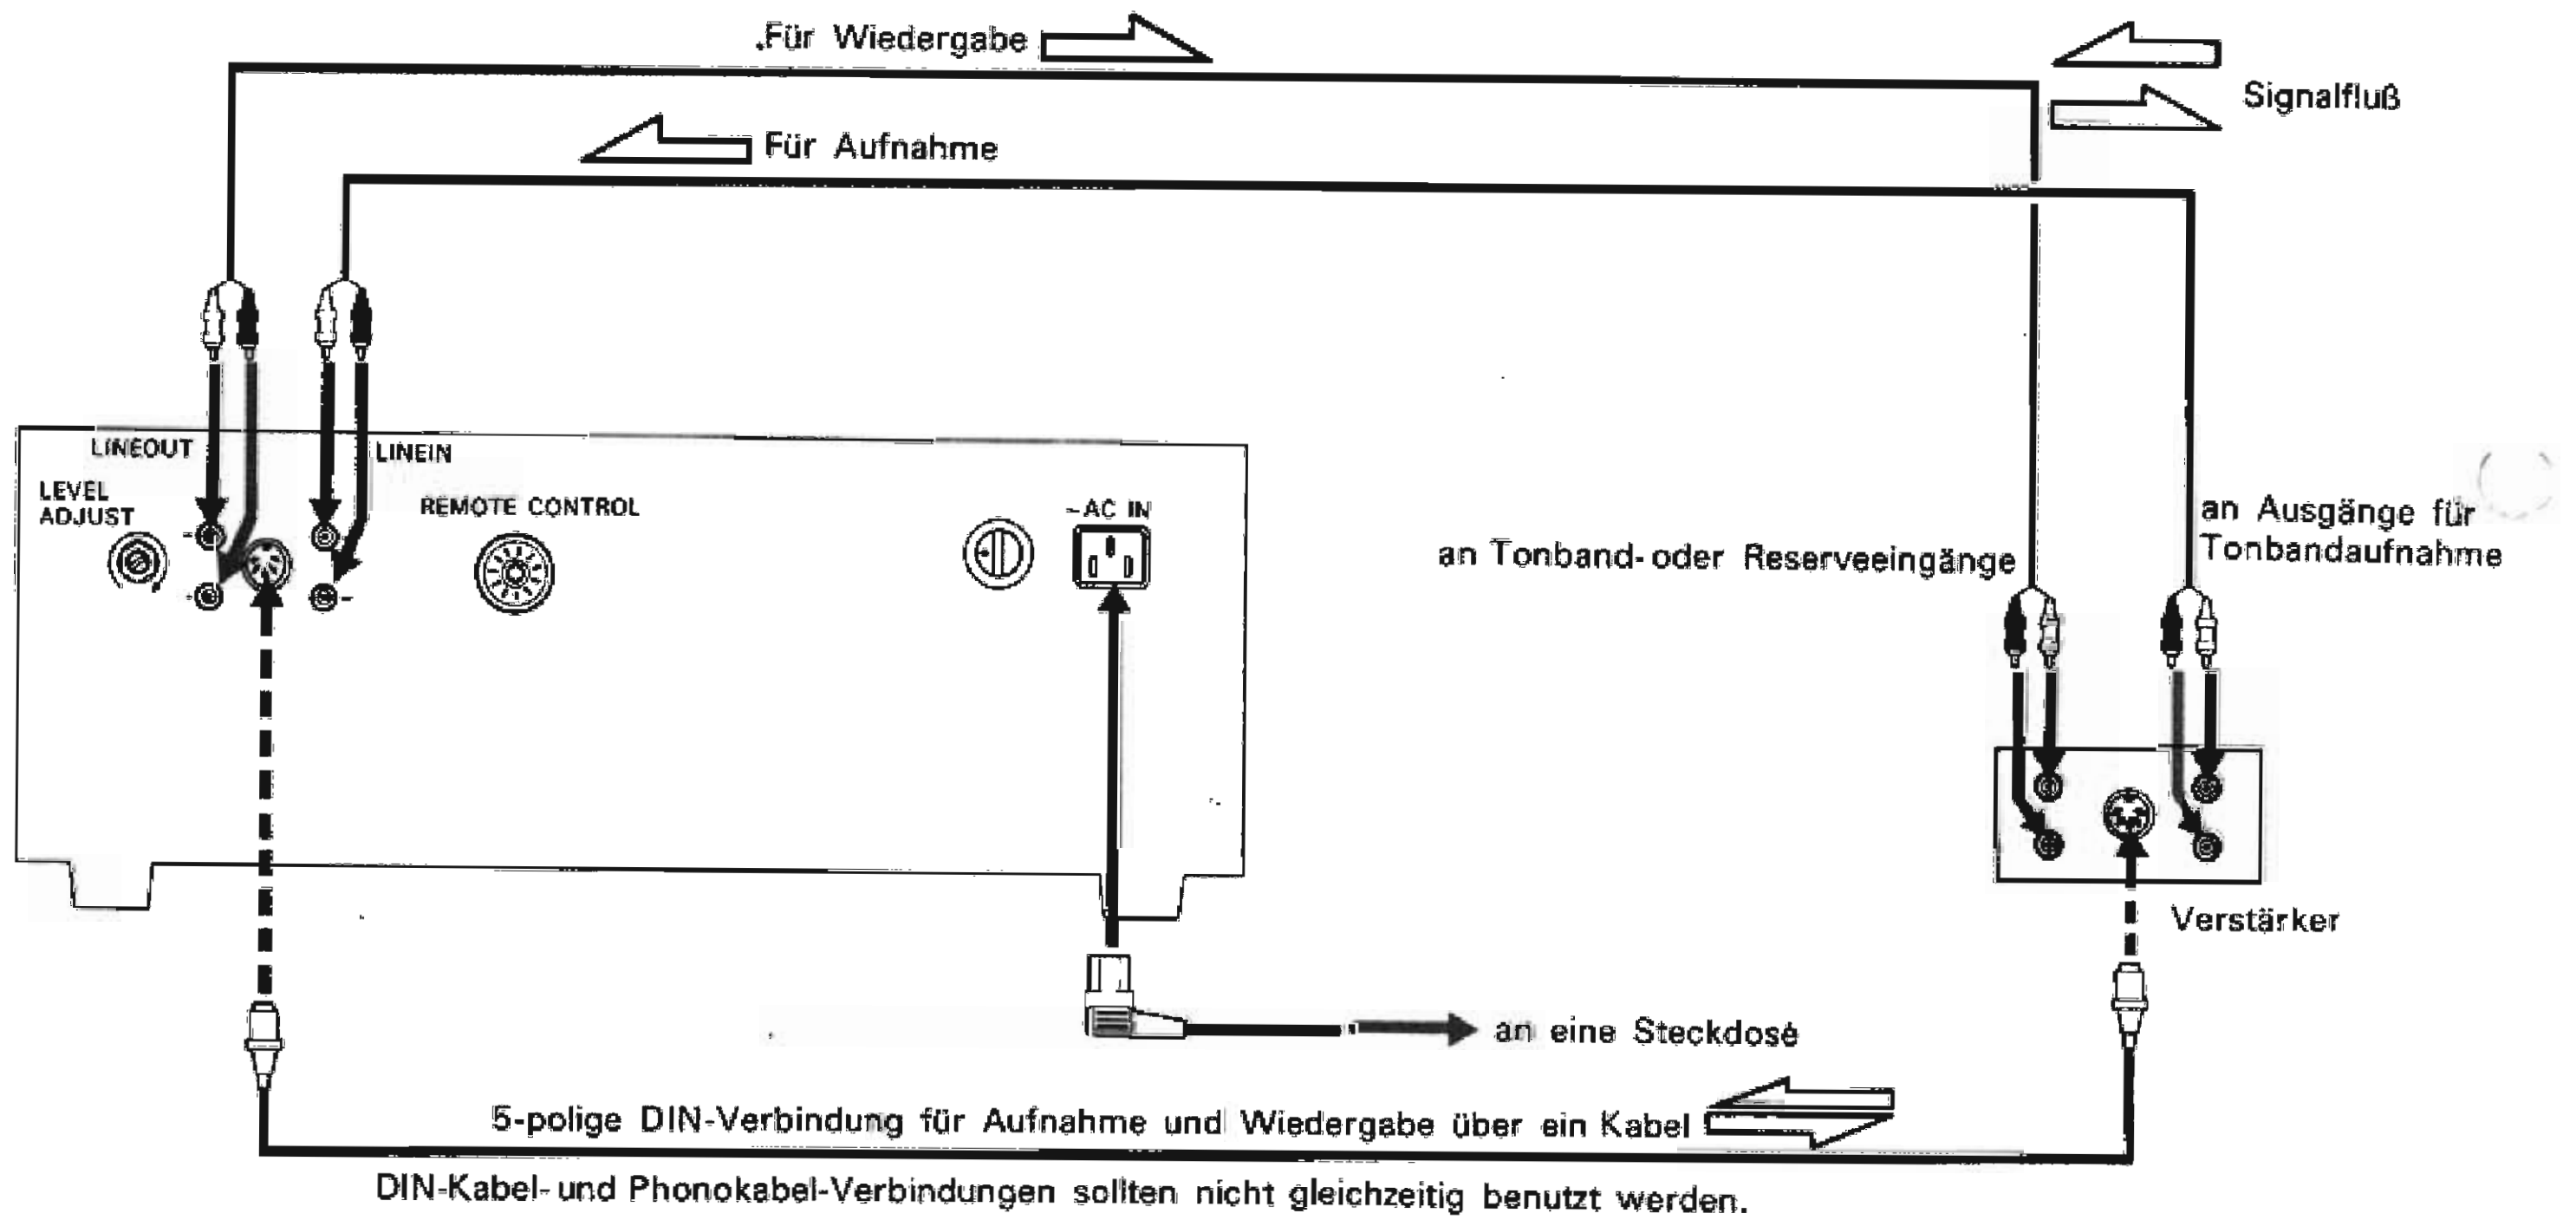 Für Wiedergabe
Signalfluß
Für Aufnahme
LINEOUT
LINEIN
LEVEL
ADJUST
REMOTE CONTROL
~AC IN
an Ausgänge für
Tonbandaufnahme
an Tonband- oder Reserveeingänge
Verstärker
an eine Steckdose
5-polige DIN-Verbindung für Aufnahme und Wiedergabe über ein Kabel
DIN-Kabel- und Phonokabel-Verbindungen sollten nicht gleichzeitig benutzt werden.